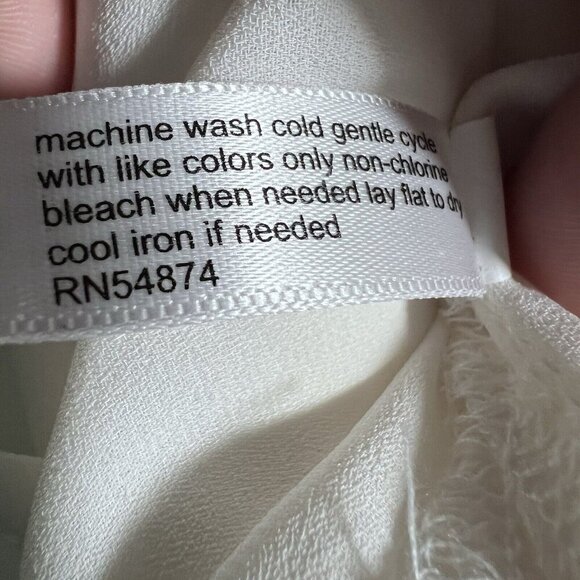 machine wash cold gentle cycle
with like colors only non-chlorine
bleach when needed lay flat to dry
cool iron if needed
RN54874